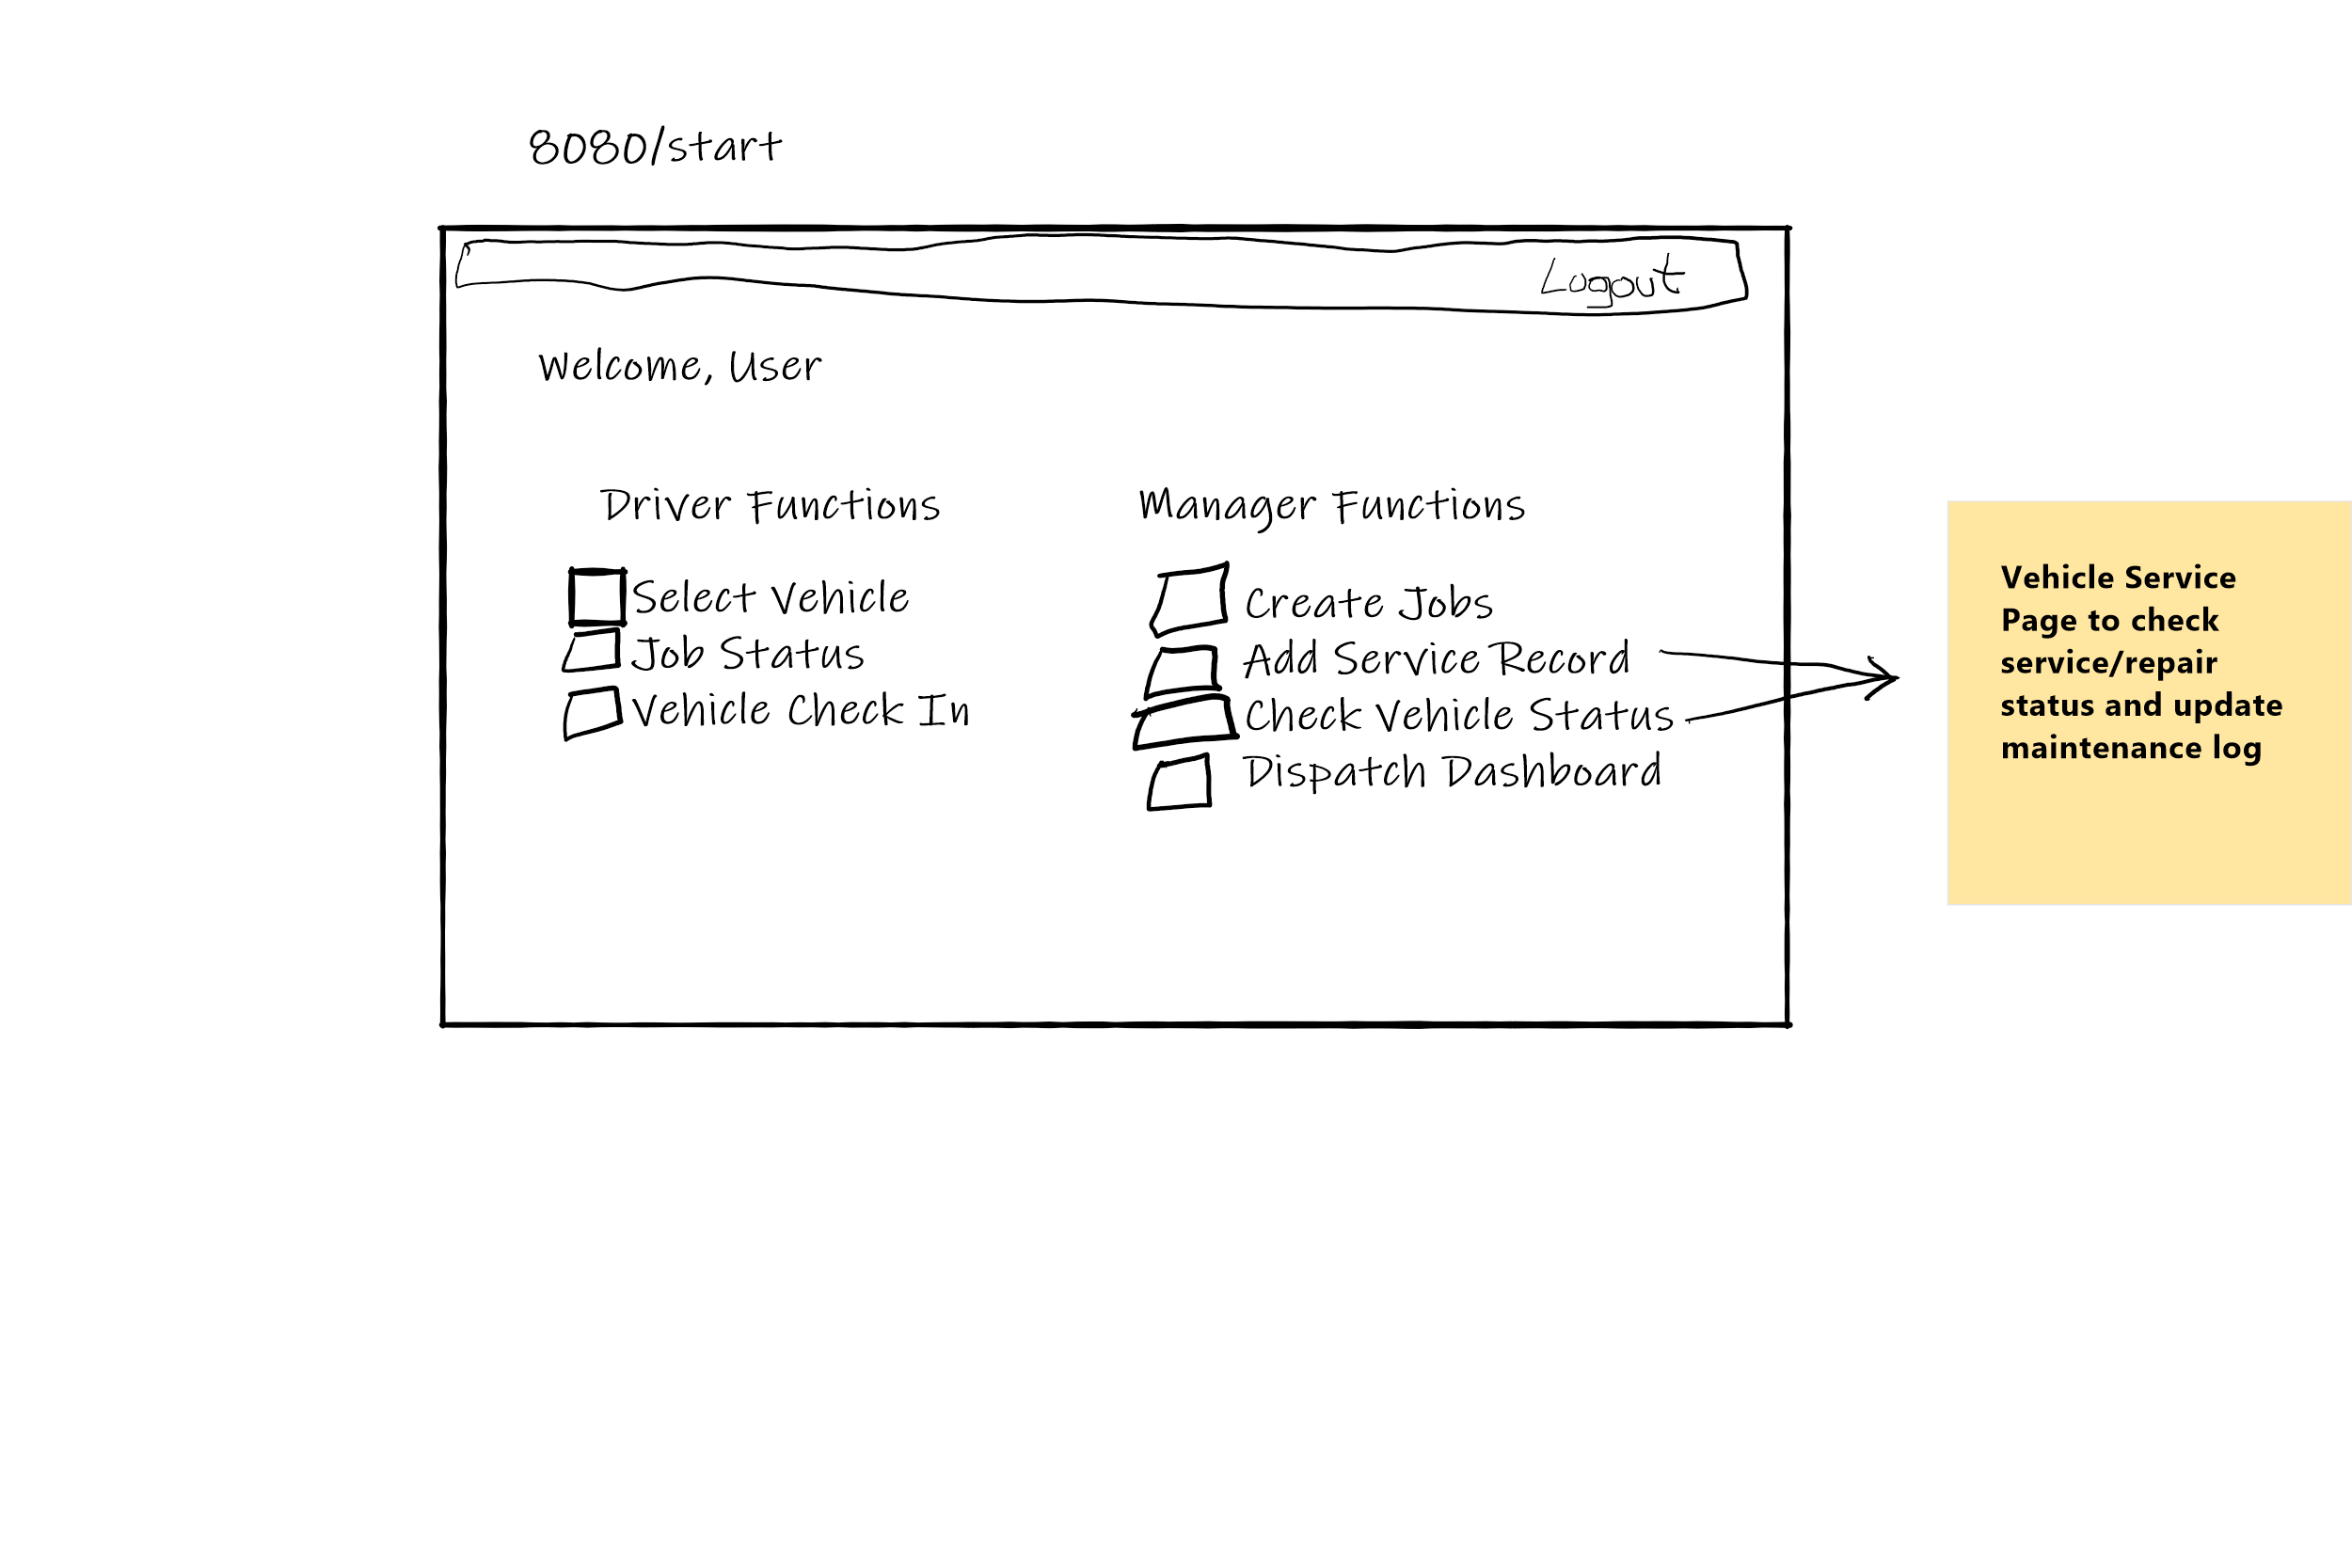 8080/start
Logout
Welcome, User
Driver Functions
Select Vehicle
Job Status
Vehicle Check In
Manager Functions
Create Jobs
Add Service Record
Check Vehicle Status
Dispatch Dashboard
Vehicle Service
Page to check
service/repair
status and update
maintenance log